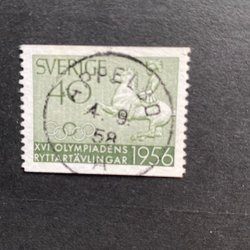 SVERIGE
40
4. 9.
58
XVI OLYMPIADENS
RYTTARTÄVLINGAR 1956